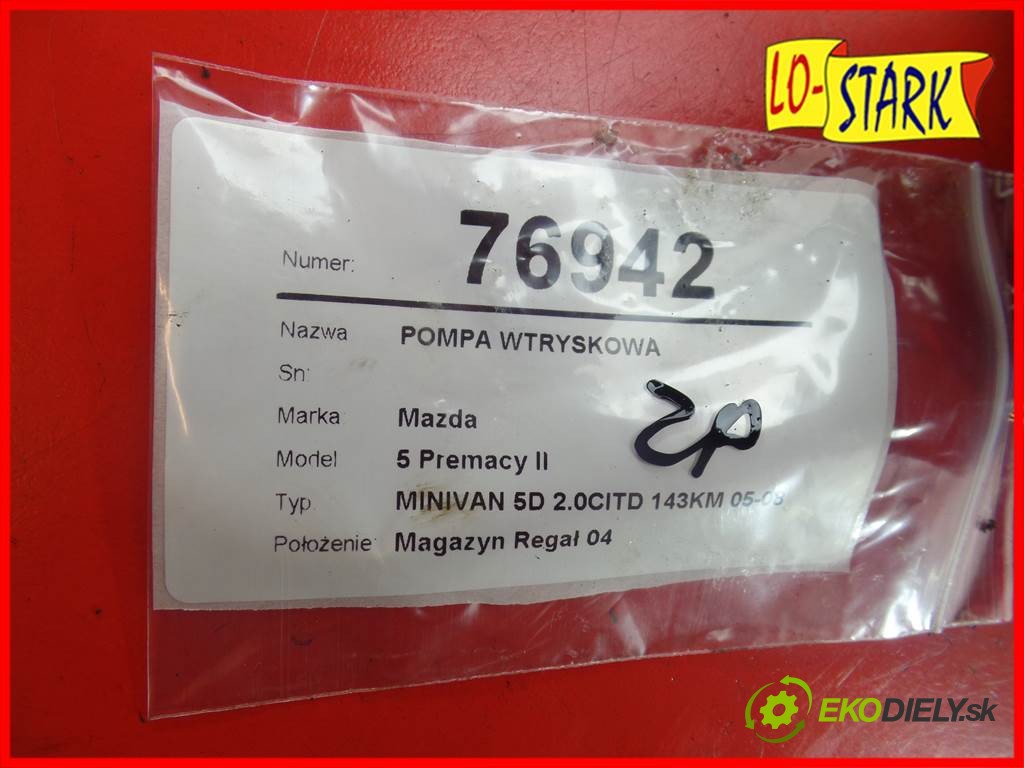 LO-STARK
Numer: 76942
Nazwa POMPA WTRYSKOWA
Sn:
Marka Mazda
Model 5 Premacy II
Typ MINIVAN 5D 2.0CITD 143KM 05-08
Położenie: Magazyn Regał 04
EKODIELY.sk